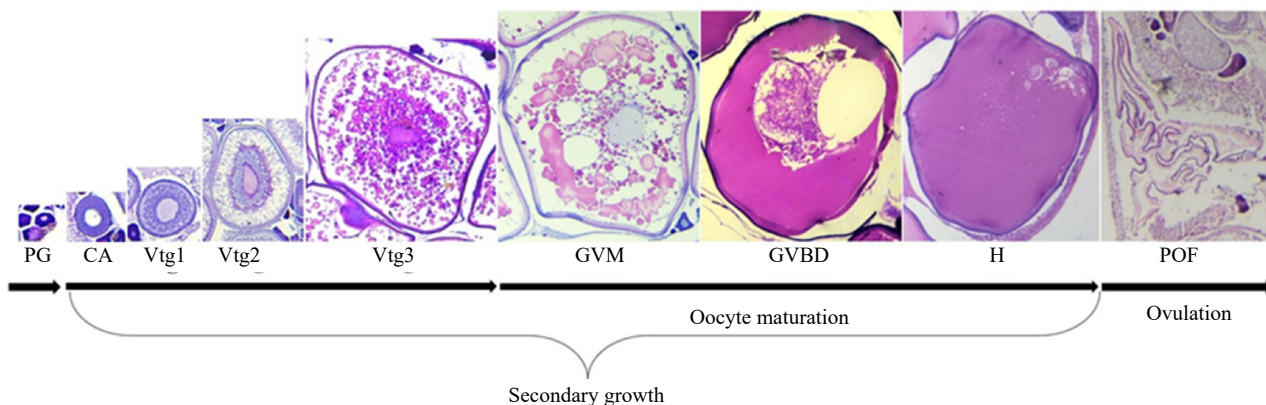 PG CA Vtg1 Vtg2 Vtg3 GVM GVBD H POF
Oocyte maturation
Ovulation
Secondary growth